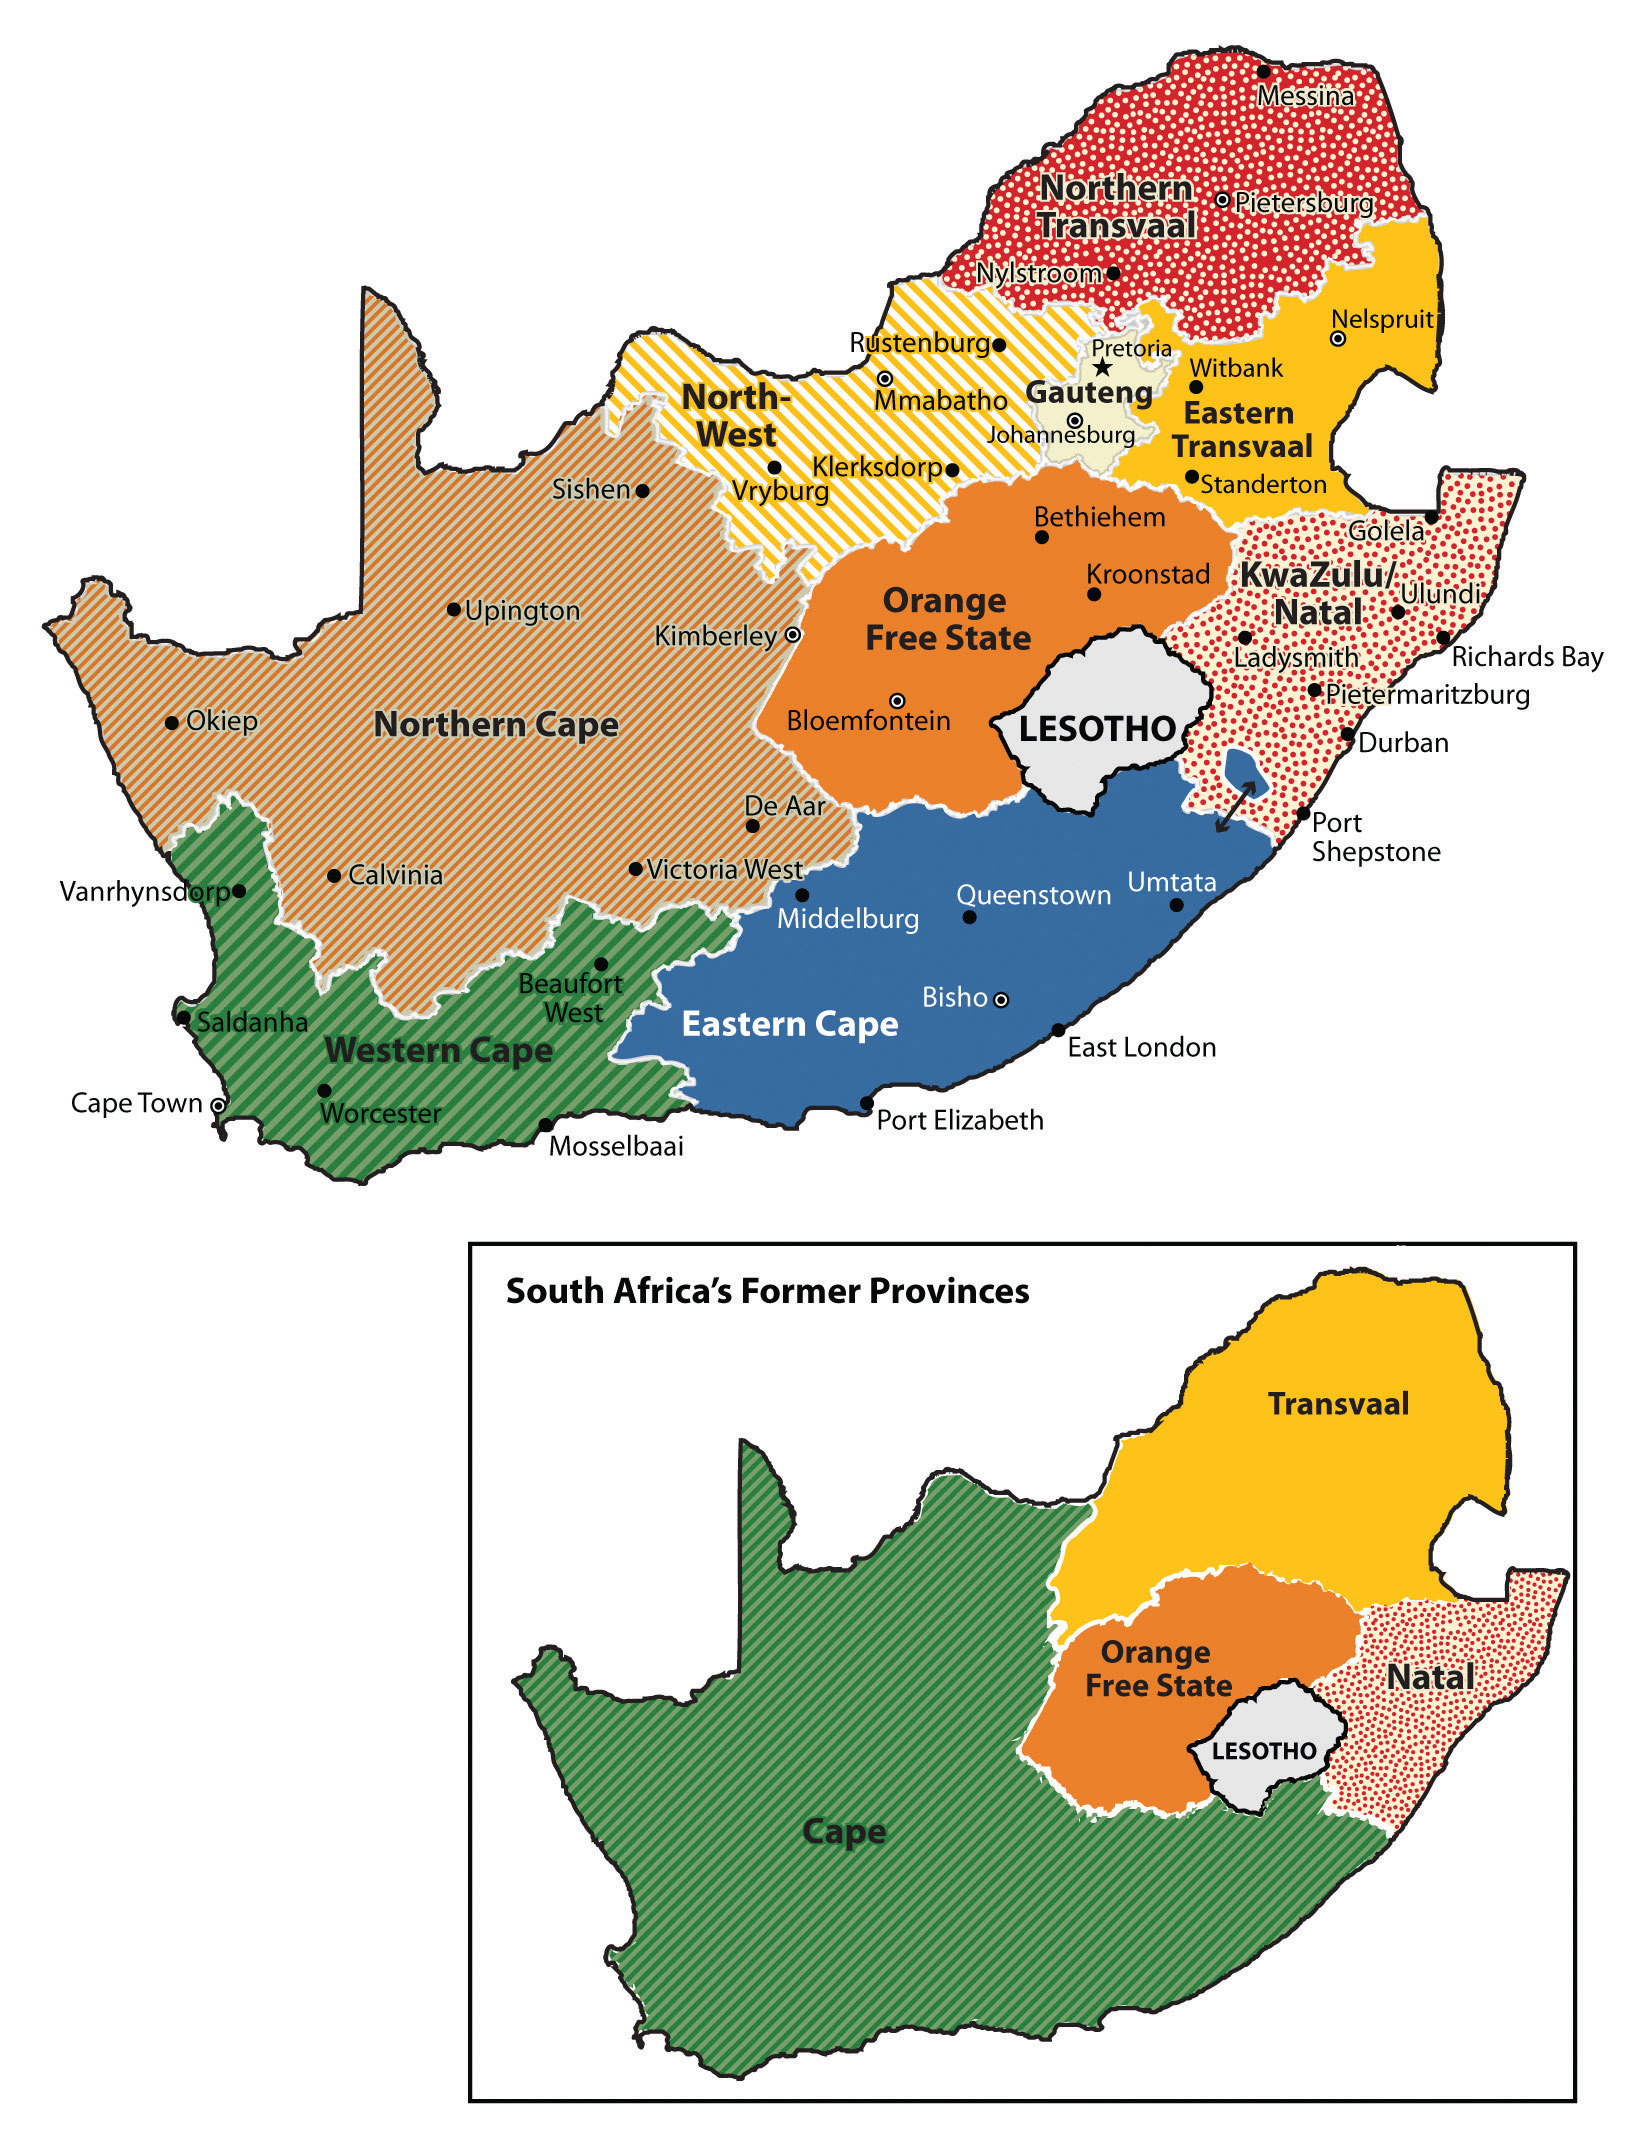 Messina
Northern
Transvaal
Pietersburg
Nylstroom
Nelspruit
Rustenburg
Pretoria
Witbank
North-
West
Mmabatho
Gauteng
Eastern
Transvaal
Johannesburg
Vryburg
Klerksdorp
Standerton
Sishen
Bethiehem
Golela
Kroonstad
KwaZulu/
Natal
Ulundi
Orange
Free State
Upington
Kimberley
Ladysmith
Richards Bay
Pietermaritzburg
Okiep
Northern Cape
Bloemfontein
LESOTHO
Durban
De Aar
Port
Shepstone
Calvinia
Victoria West
Vanrhynsdorp
Middelburg
Queenstown
Umtata
Beaufort
West
Bisho
Saldanha
Western Cape
Eastern Cape
East London
Cape Town
Worcester
Port Elizabeth
Mosselbaai
South Africa’s Former Provinces
Transvaal
Orange
Free State
Natal
LESOTHO
Cape